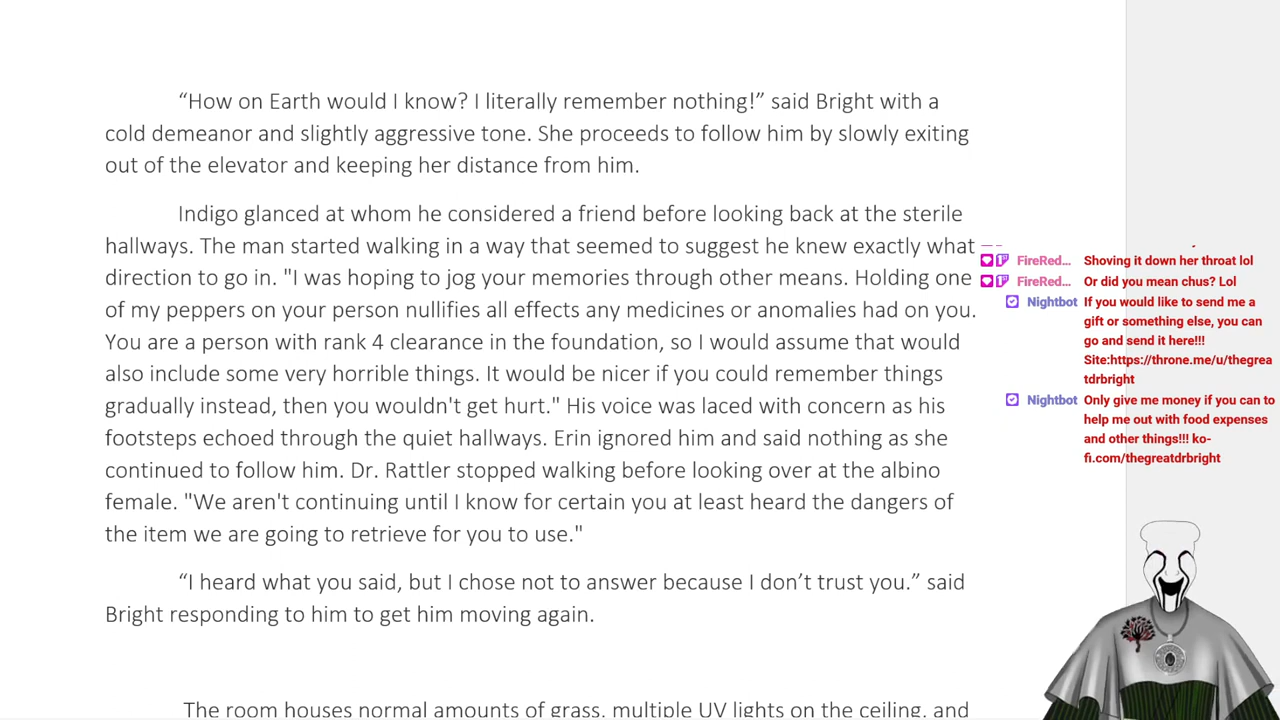 “How on Earth would I know? I literally remember nothing!” said Bright with a
cold demeanor and slightly aggressive tone. She proceeds to follow him by slowly exiting
out of the elevator and keeping her distance from him.
Indigo glanced at whom he considered a friend before looking back at the sterile
hallways. The man started walking in a way that seemed to suggest he knew exactly what
direction to go in. "I was hoping to jog your memories through other means. Holding one
of my peppers on your person nullifies all effects any medicines or anomalies had on you.
You are a person with rank 4 clearance in the foundation, so I would assume that would
also include some very horrible things. It would be nicer if you could remember things
gradually instead, then you wouldn't get hurt." His voice was laced with concern as his
footsteps echoed through the quiet hallways. Erin ignored him and said nothing as she
continued to follow him. Dr. Rattler stopped walking before looking over at the albino
female. "We aren't continuing until I know for certain you at least heard the dangers of
the item we are going to retrieve for you to use."
“I heard what you said, but I chose not to answer because I don’t trust you.” said
Bright responding to him to get him moving again.
The room houses normal amounts of grass, multiple UV lights on the ceiling, and
FireRed... Shoving it down her throat lol
FireRed... Or did you mean chus? Lol
Nightbot If you would like to send me a
gift or something else, you can
go and send it here!!!
Site:https://throne.me/u/thegrea
tdrbright
Nightbot Only give me money if you can to
help me out with food expenses
and other things!!! ko-
fi.com/thegreatdrbright